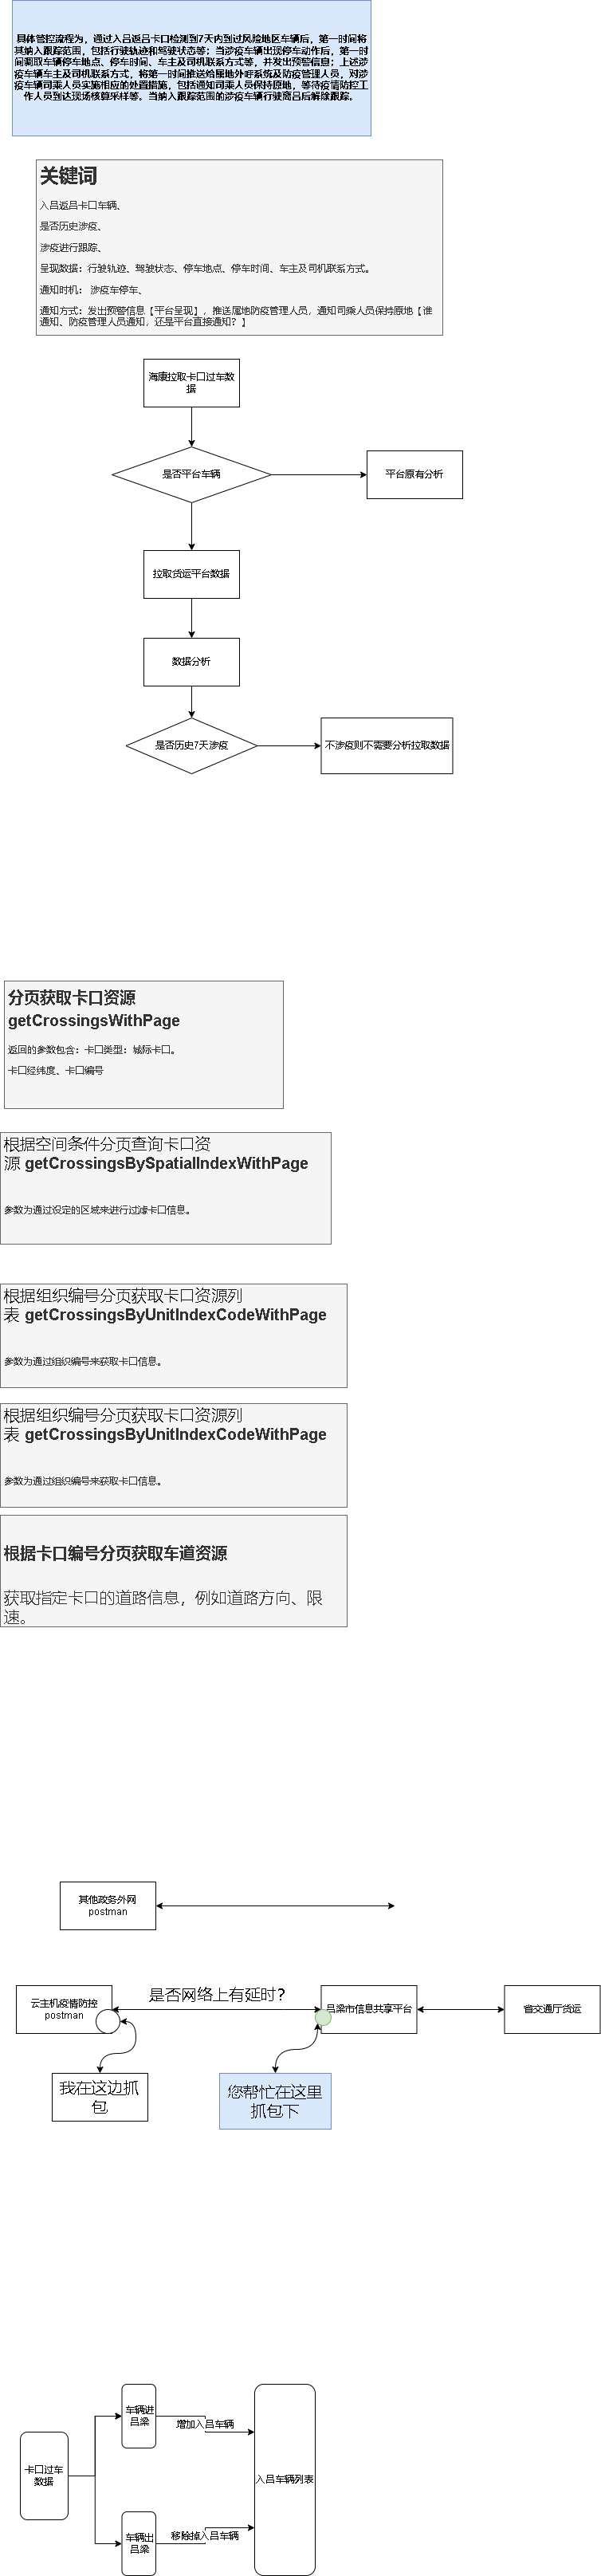 具体管控流程为，通过入吕返吕卡口检测到7天内到过风险地区车辆后，第一时间将
其纳入跟踪范围，包括行驶轨迹和驾驶状态等；当涉疫车辆出现停车动作后，第一时
间调取车辆停车地点、停车时间、车主及司机联系方式等，并发出预警信息；上述涉
疫车辆车主及司机联系方式，将第一时间推送给属地外呼系统及防疫管理人员，对涉
疫车辆司乘人员实施相应的处置措施，包括通知司乘人员保持原地，等待疫情防控工
作人员到达现场核算采样等。当纳入跟踪范围的涉疫车辆行驶离吕后解除跟踪。
关键词
入吕返吕卡口车辆、
是否历史涉疫、
涉疫进行跟踪、
呈现数据：行驶轨迹、驾驶状态、停车地点、停车时间、车主及司机联系方式。
通知时机： 涉疫车停车、
通知方式：发出预警信息【平台呈现】，推送属地防疫管理人员，通知司乘人员保持原地【谁
通知、防疫管理人员通知，还是平台直接通知？】
海康拉取卡口过车数
据
是否平台车辆
平台原有分析
拉取货运平台数据
数据分析
是否历史7天涉疫
不涉疫则不需要分析拉取数据
分页获取卡口资源
getCrossingsWithPage
返回的参数包含：卡口类型：城际卡口。
卡口经纬度、卡口编号
根据空间条件分页查询卡口资
源 getCrossingsBySpatialIndexWithPage
参数为通过设定的区域来进行过滤卡口信息。
根据组织编号分页获取卡口资源列
表 getCrossingsByUnitIndexCodeWithPage
参数为通过组织编号来获取卡口信息。
根据组织编号分页获取卡口资源列
表 getCrossingsByUnitIndexCodeWithPage
参数为通过组织编号来获取卡口信息。
根据卡口编号分页获取车道资源
获取指定卡口的道路信息，例如道路方向、限
速。
其他政务外网
postman
云主机疫情防控
postman
是否网络上有延时？
吕梁市信息共享平台
省交通厅货运
我在这边抓
包
您帮忙在这里
抓包下
卡口过车
数据
车辆进
吕梁
增加入吕车辆
入吕车辆列表
车辆出
吕梁
移除掉入吕车辆